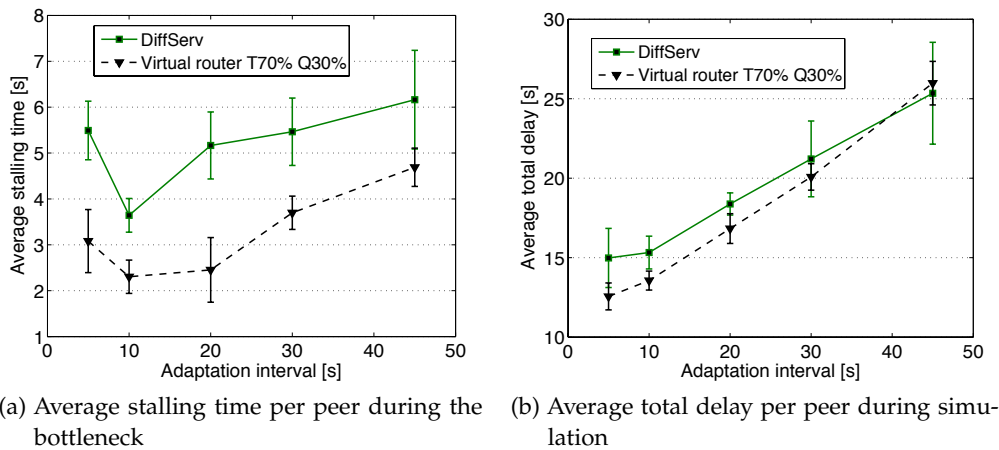 8
7
6
5
4
3
2
1
Average stalling time [s]
DiffServ
Virtual router T70% Q30%
0 10 20 30 40 50
Adaptation interval [s]
(a) Average stalling time per peer during the
bottleneck
30
25
20
15
10
Average total delay [s]
DiffServ
Virtual router T70% Q30%
0 10 20 30 40 50
Adaptation interval [s]
(b) Average total delay per peer during simu-
lation